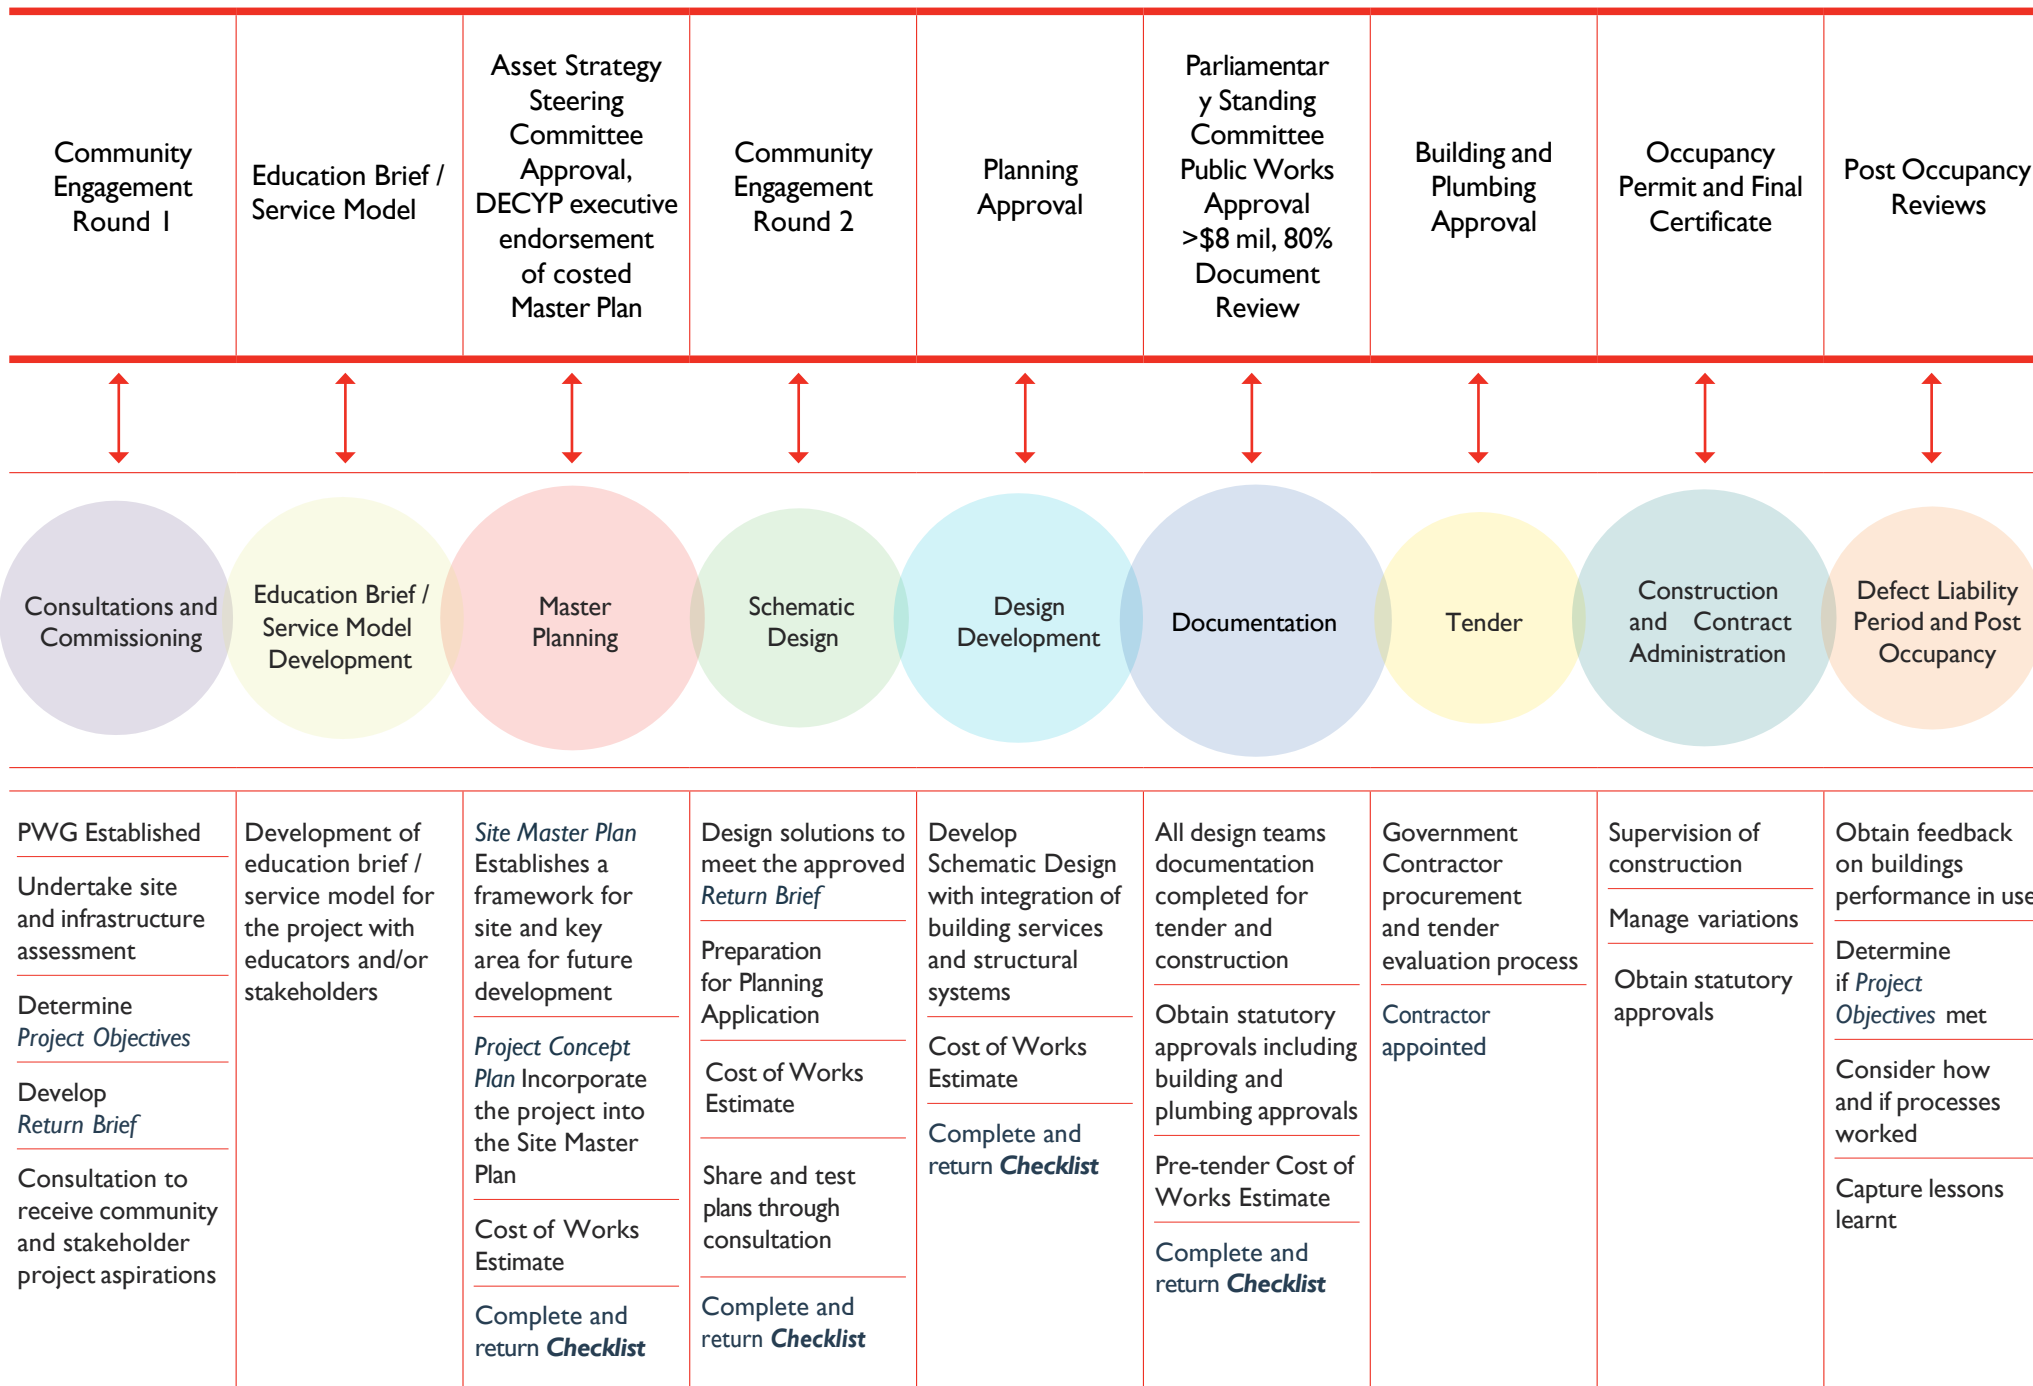 Community
Engagement
Round 1
Education Brief /
Service Model
Asset Strategy
Steering
Committee
Approval,
DECYP executive
endorsement
of costed
Master Plan
Community
Engagement
Round 2
Planning
Approval
Parliamentar
y Standing
Committee
Public Works
Approval
>$8 mil, 80%
Document
Review
Building and
Plumbing
Approval
Occupancy
Permit and Final
Certificate
Post Occupancy
Reviews
Consultations and
Commissioning
Education Brief /
Service Model
Development
Master
Planning
Schematic
Design
Design
Development
Documentation
Tender
Construction
and Contract
Administration
Defect Liability
Period and Post
Occupancy
PWG Established
Undertake site
and infrastructure
assessment
Determine
Project Objectives
Develop
Return Brief
Consultation to
receive community
and stakeholder
project aspirations
Development of
education brief /
service model for
the project with
educators and/or
stakeholders
Site Master Plan
Establishes a
framework for
site and key
area for future
development
Project Concept
Plan Incorporate
the project into
the Site Master
Plan
Cost of Works
Estimate
Complete and
return Checklist
Design solutions to
meet the approved
Return Brief
Preparation
for Planning
Application
Cost of Works
Estimate
Share and test
plans through
consultation
Complete and
return Checklist
Develop
Schematic Design
with integration of
building services
and structural
systems
Cost of Works
Estimate
Complete and
return Checklist
All design teams
documentation
completed for
tender and
construction
Obtain statutory
approvals including
building and
plumbing approvals
Pre-tender Cost of
Works Estimate
Complete and
return Checklist
Government
Contractor
procurement
and tender
evaluation process
Contractor
appointed
Supervision of
construction
Manage variations
Obtain statutory
approvals
Obtain feedback
on buildings
performance in use
Determine
if Project
Objectives met
Consider how
and if processes
worked
Capture lessons
learnt